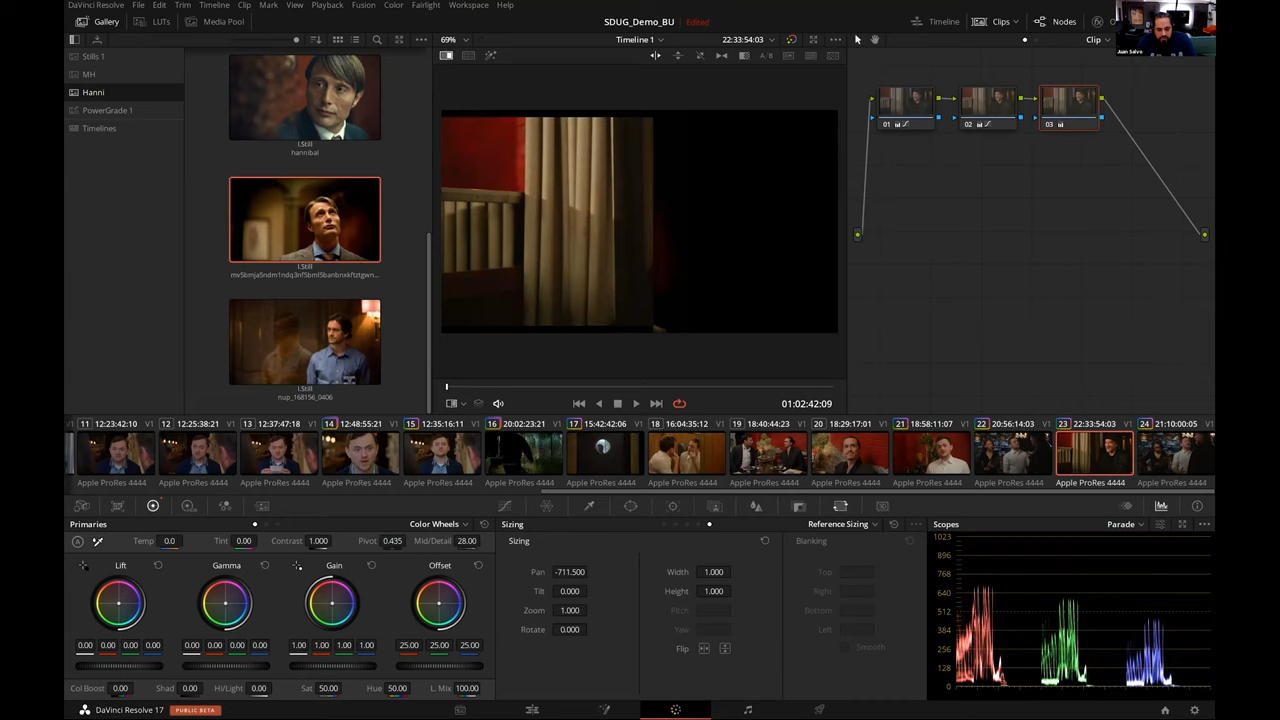 DaVinci Resolve File Edit Trim Timeline Clip Mark View Playback Fusion Color Fairlight Workspace Help
Gallery LUTs Media Pool SDUG_Demo_BU Edited Timeline Clips Nodes
69% Timeline 1 22:33:54:03 Clip
Juan Salvo
Stills 1
MH
Hanni
PowerGrade 1
Timelines
I.Still
hannibal
I.Still
mv5bmja5ndm1ndq3nf5bml5banbnxkftztgwn...
I.Still
nup_168156_0406
A/B
01 02 03
01:02:42:09
11 12:23:42:10 V1 12 12:25:38:21 V1 13 12:37:47:18 V1 14 12:48:55:21 V1 15 12:35:16:11 V1 16 20:02:23:21 V1 17 15:42:42:06 V1 18 16:04:35:12 V1 19 18:40:44:23 V1 20 18:29:17:01 V1 21 18:58:11:07 V1 22 20:56:14:03 V1 23 22:33:54:03 V1 24 21:10:00:05 V1
Apple ProRes 4444 Apple ProRes 4444 Apple ProRes 4444 Apple ProRes 4444 Apple ProRes 4444 Apple ProRes 4444 Apple ProRes 4444 Apple ProRes 4444 Apple ProRes 4444 Apple ProRes 4444 Apple ProRes 4444 Apple ProRes 4444 Apple ProRes 4444 Apple ProRes 4444
Primaries Color Wheels Sizing Reference Sizing Scopes Parade
Temp 0.0 Tint 0.00 Contrast 1.000 Pivot 0.435 Mid/Detail 28.00
Lift Gamma Gain Offset
0.00 0.00 0.00 0.00 0.00 0.00 0.00 0.00 1.00 1.00 1.00 1.00 25.00 25.00 25.00
Col Boost 0.00 Shad 0.00 Hi/Light 0.00 Sat 50.00 Hue 50.00 L. Mix 100.00
Sizing Blanking
Pan -711.500 Width 1.000 Top
Tilt 0.000 Height 1.000 Right
Zoom 1.000 Pitch Bottom
Rotate 0.000 Yaw Left
Flip Smooth
1023
896
768
640
512
384
256
128
0
DaVinci Resolve 17 PUBLIC BETA